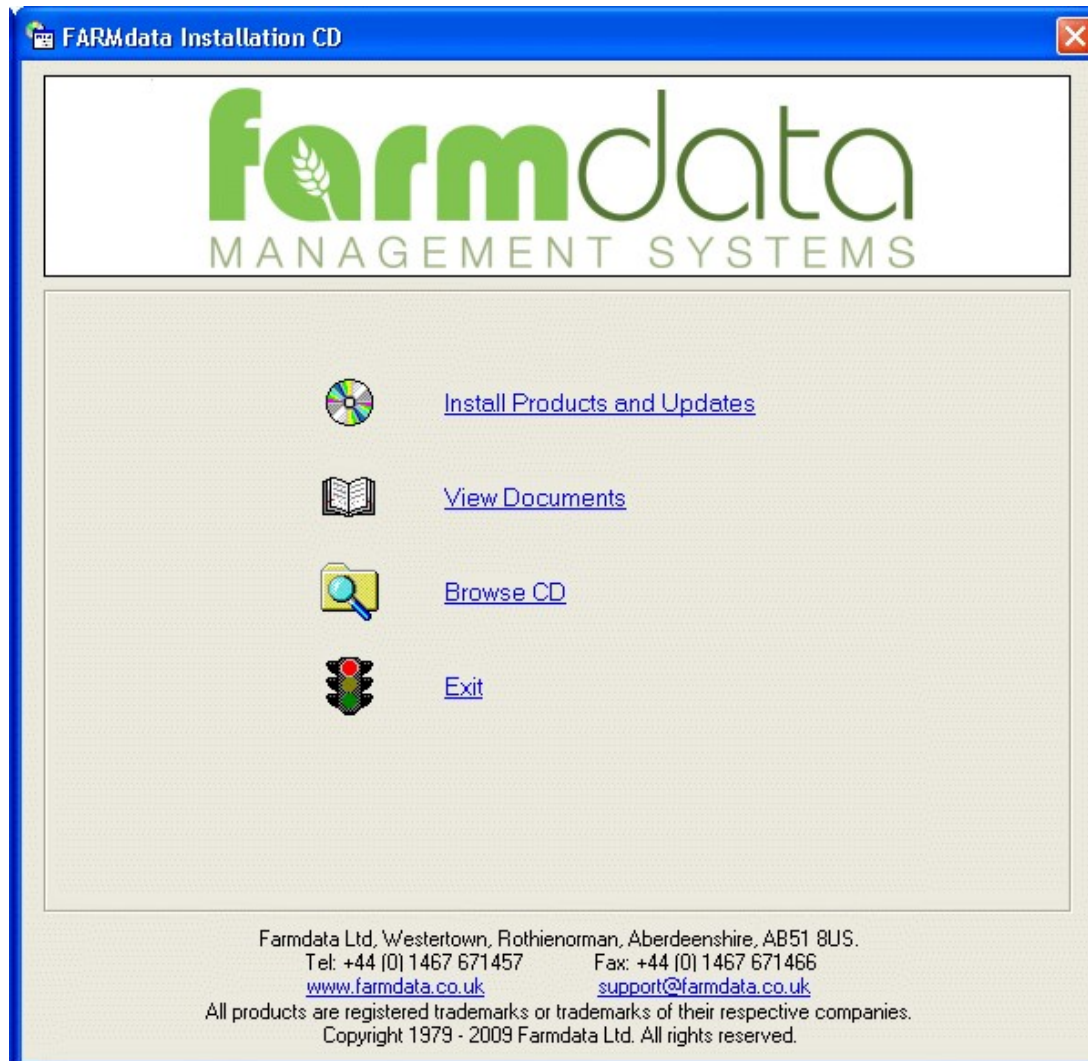 FARMdata Installation CD
farmdata
MANAGEMENT SYSTEMS
Install Products and Updates
View Documents
Browse CD
Exit
Farmdata Ltd, Westertown, Rothienorman, Aberdeenshire, AB51 8US.
Tel: +44 (0) 1467 671457 Fax: +44 (0) 1467 671466
www.farmdata.co.uk support@farmdata.co.uk
All products are registered trademarks or trademarks of their respective companies.
Copyright 1979 - 2009 Farmdata Ltd. All rights reserved.